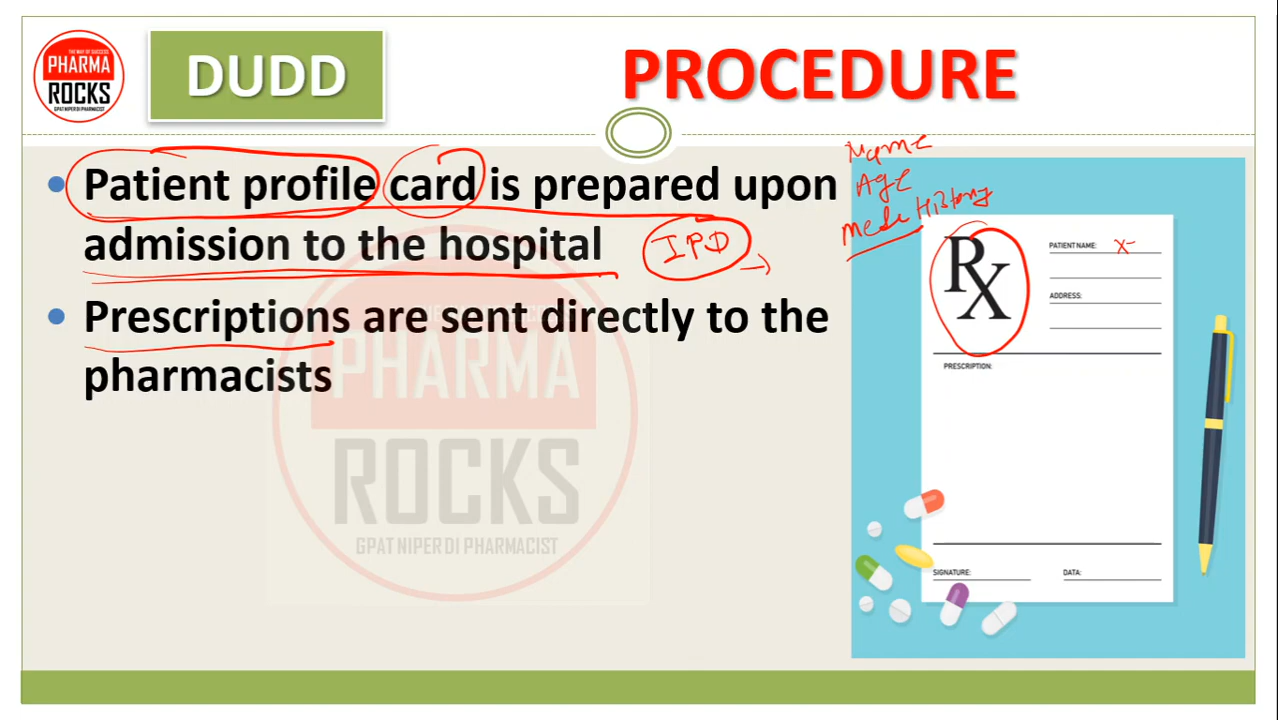 THE WAY OF SUCCESS
PHARMA
ROCKS
GPAT NIPER DI PHARMACIST
DUDD
PROCEDURE
Patient profile card is prepared upon
admission to the hospital
IPD
Prescriptions are sent directly to the
pharmacists
Name
Age
History
Rx
PATIENT NAME: X-
ADDRESS:
PRESCRIPTION:
SIGNATURE:
DATA:
PHARMA
ROCKS
GPAT NIPER DI PHARMACIST